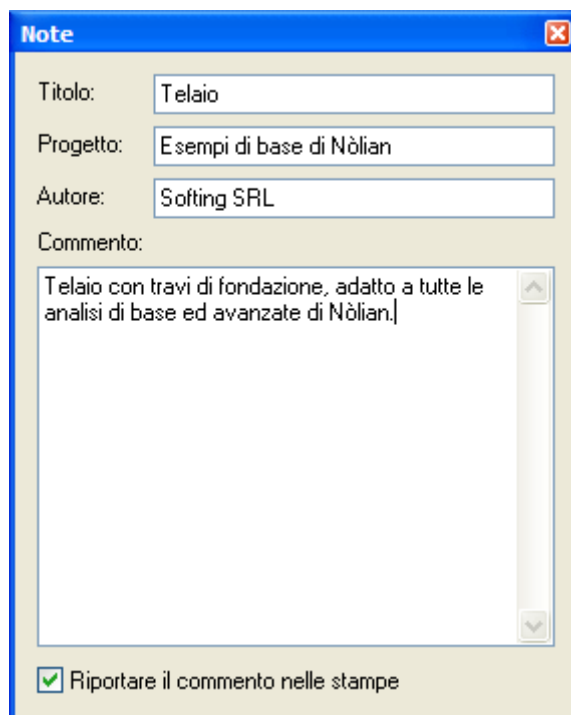 Note
Titolo: Telaio
Progetto: Esempi di base di Nòlian
Autore: Softing SRL
Commento:
Telaio con travi di fondazione, adatto a tutte le
analisi di base ed avanzate di Nòlian.
Riportare il commento nelle stampe